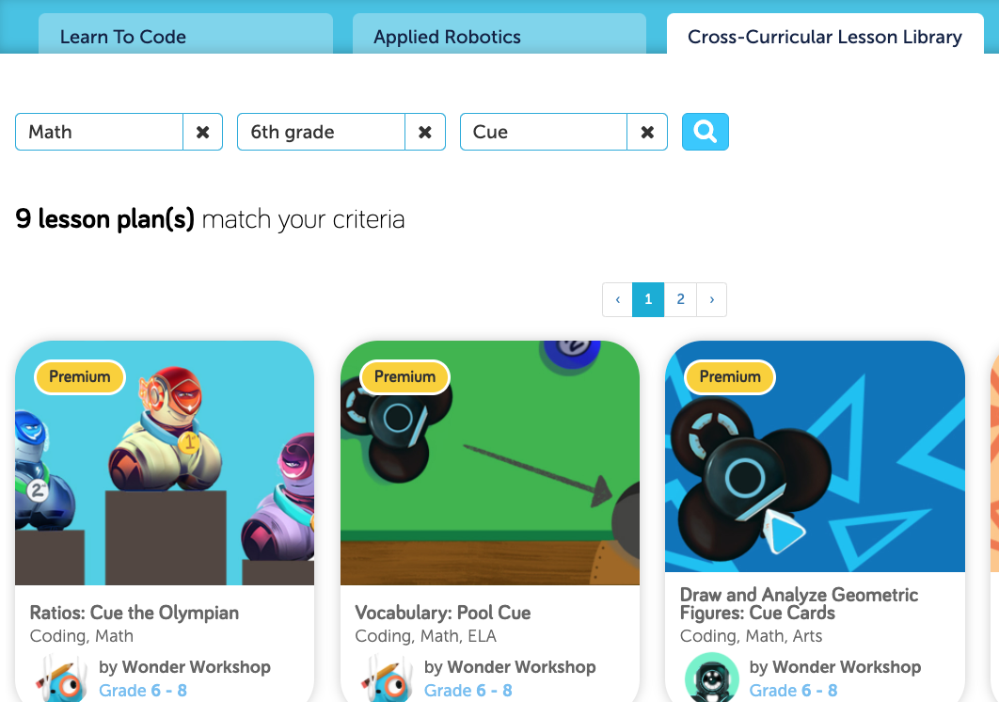 Learn To Code
Applied Robotics
Cross-Curricular Lesson Library
Math ✖
6th grade ✖
Cue ✖
9 lesson plan(s) match your criteria
‹ 1 2 ›
Premium
1st
2nd
Ratios: Cue the Olympian
Coding, Math
by Wonder Workshop
Grade 6 - 8
Premium
2
Vocabulary: Pool Cue
Coding, Math, ELA
by Wonder Workshop
Grade 6 - 8
Premium
Draw and Analyze Geometric
Figures: Cue Cards
Coding, Math, Arts
by Wonder Workshop
Grade 6 - 8